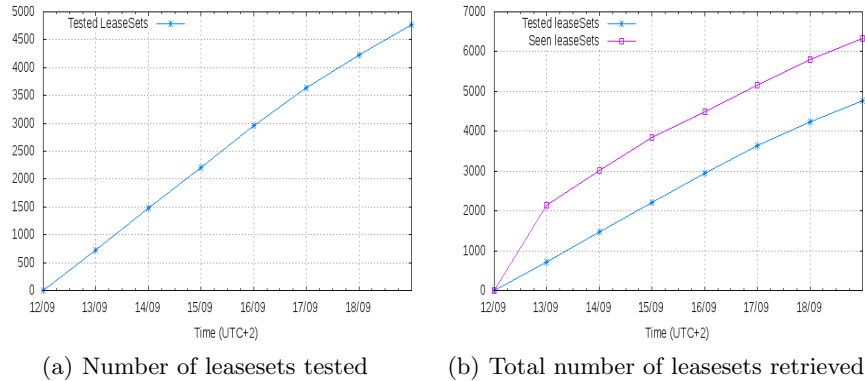 Tested LeaseSets
5000
4500
4000
3500
3000
2500
2000
1500
1000
500
0
12/09 13/09 14/09 15/09 16/09 17/09 18/09
Time (UTC+2)
(a) Number of leasesets tested
Tested leaseSets
Seen leaseSets
7000
6000
5000
4000
3000
2000
1000
0
12/09 13/09 14/09 15/09 16/09 17/09 18/09
Time (UTC+2)
(b) Total number of leasesets retrieved